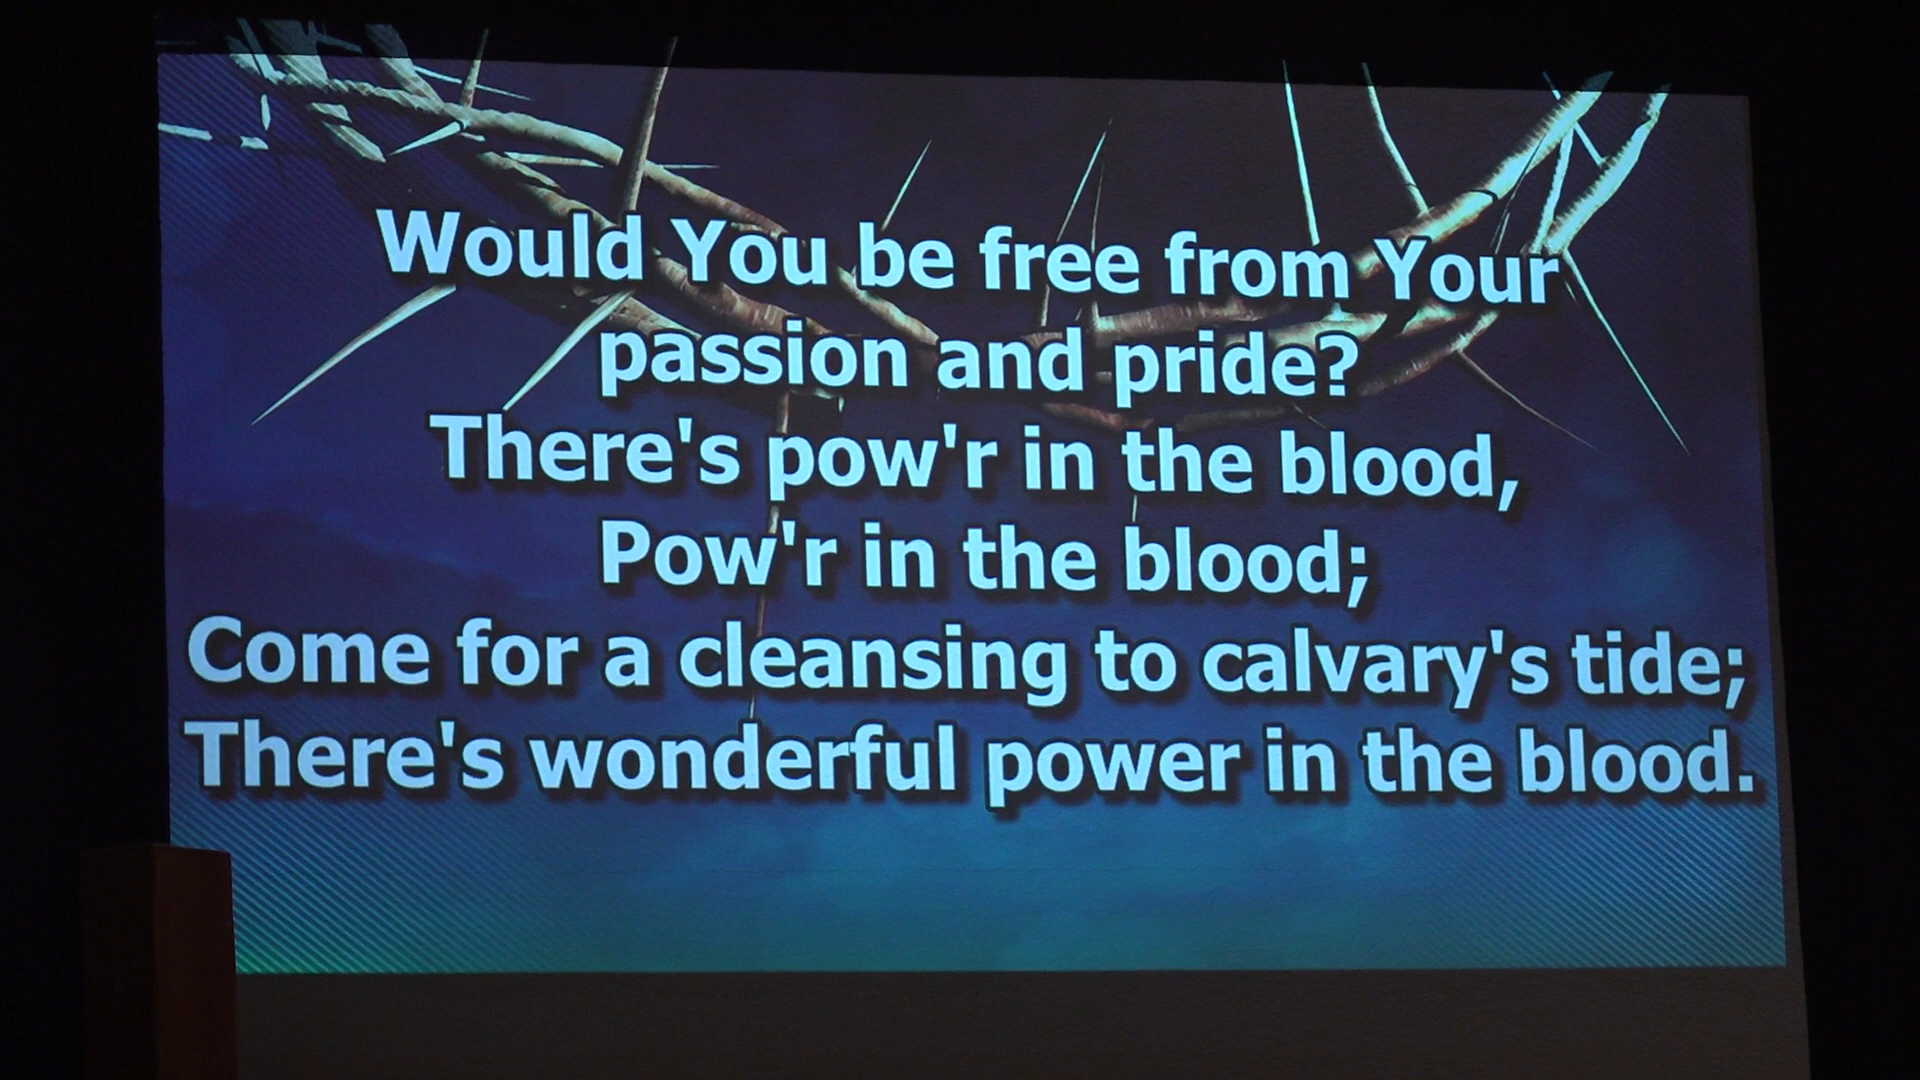 Would You be free from Your
passion and pride?
There's pow'r in the blood,
Pow'r in the blood;
Come for a cleansing to calvary's tide;
There's wonderful power in the blood.